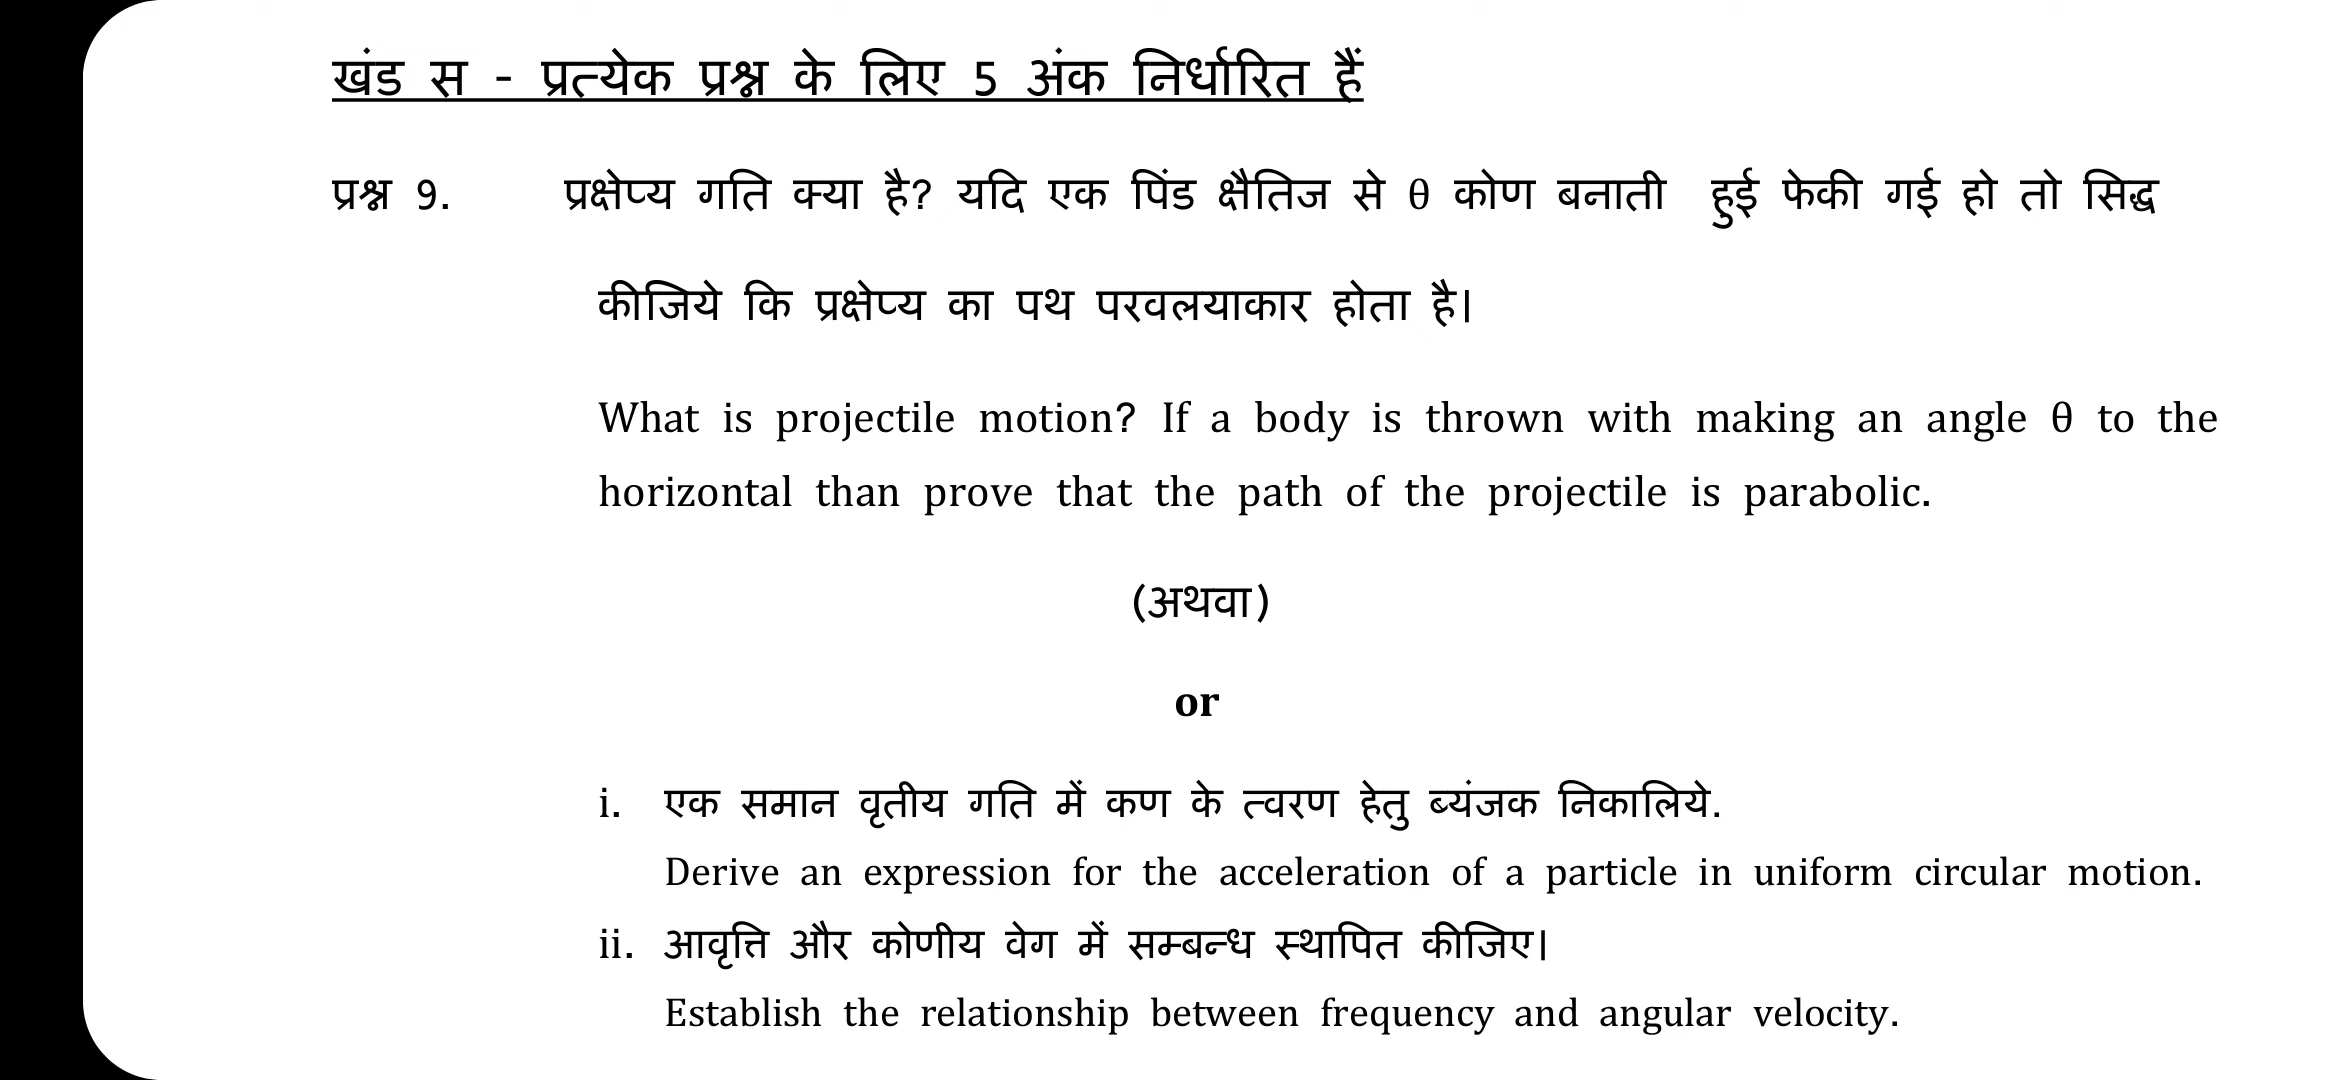 खंड स - प्रत्येक प्रश्न के लिए 5 अंक निर्धारित हैं
प्रश्न 9. प्रक्षेप्य गति क्या है? यदि एक पिंड क्षैतिज से θ कोण बनाती हुई फेकी गई हो तो सिद्ध
कीजिये कि प्रक्षेप्य का पथ परवलयाकार होता है।
What is projectile motion? If a body is thrown with making an angle θ to the
horizontal than prove that the path of the projectile is parabolic.
(अथवा)
or
i. एक समान वृतीय गति में कण के त्वरण हेतु ब्यंजक निकालिये.
Derive an expression for the acceleration of a particle in uniform circular motion.
ii. आवृत्ति और कोणीय वेग में सम्बन्ध स्थापित कीजिए।
Establish the relationship between frequency and angular velocity.